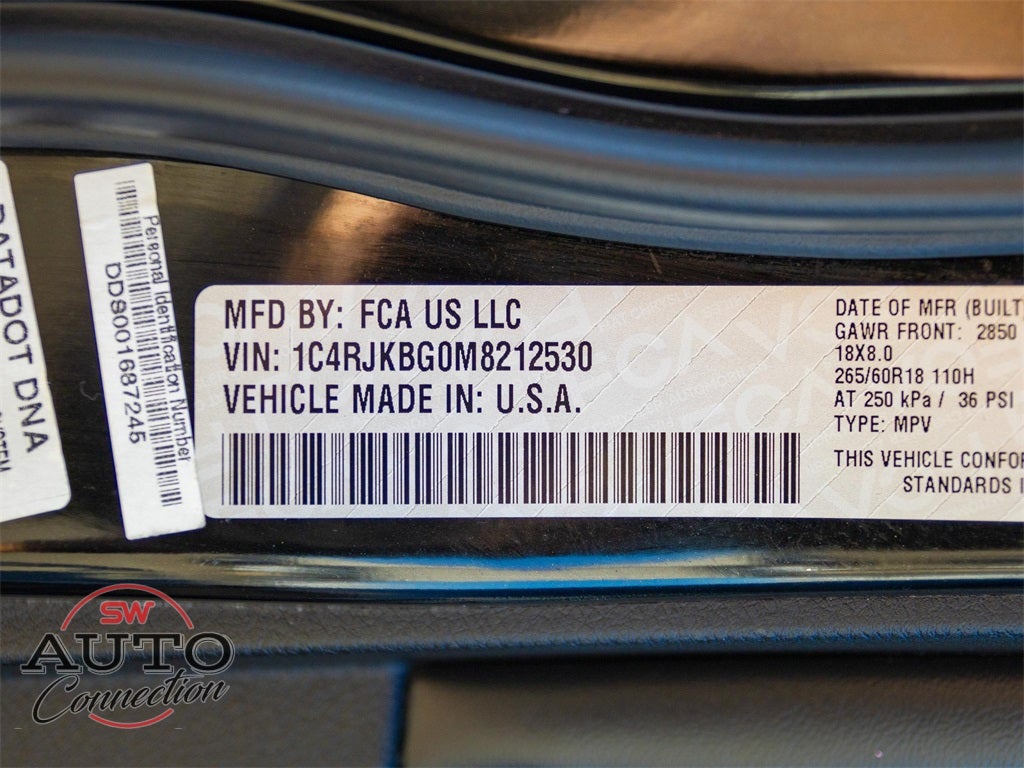 DATADOT DNA
Personal Identification Number
DD8001687245
MFD BY: FCA US LLC
VIN: 1C4RJKBG0M8212530
VEHICLE MADE IN: U.S.A.
DATE OF MFR (BUILT
GAWR FRONT: 2850
18X8.0
265/60R18 110H
AT 250 kPa / 36 PSI
TYPE: MPV
THIS VEHICLE CONFOR
STANDARDS I
SW
AUTO
Connection